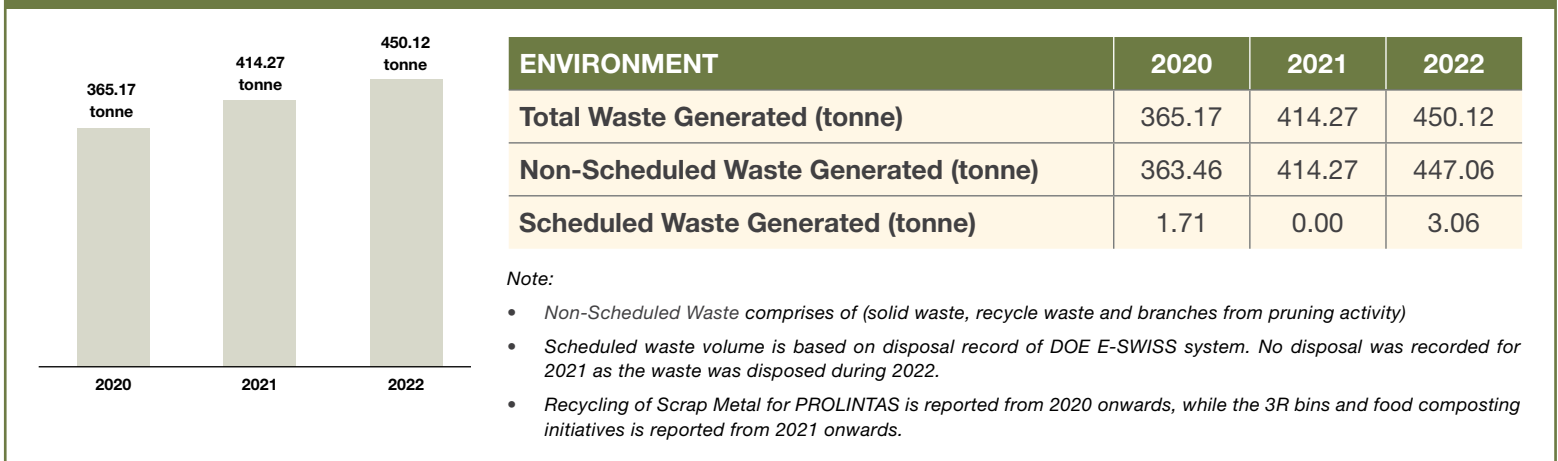 450.12
tonne
414.27
tonne
365.17
tonne
2020 2021 2022
ENVIRONMENT 2020 2021 2022
Total Waste Generated (tonne) 365.17 414.27 450.12
Non-Scheduled Waste Generated (tonne) 363.46 414.27 447.06
Scheduled Waste Generated (tonne) 1.71 0.00 3.06
Note:
• Non-Scheduled Waste comprises of (solid waste, recycle waste and branches from pruning activity)
• Scheduled waste volume is based on disposal record of DOE E-SWISS system. No disposal was recorded for
2021 as the waste was disposed during 2022.
• Recycling of Scrap Metal for PROLINTAS is reported from 2020 onwards, while the 3R bins and food composting
initiatives is reported from 2021 onwards.